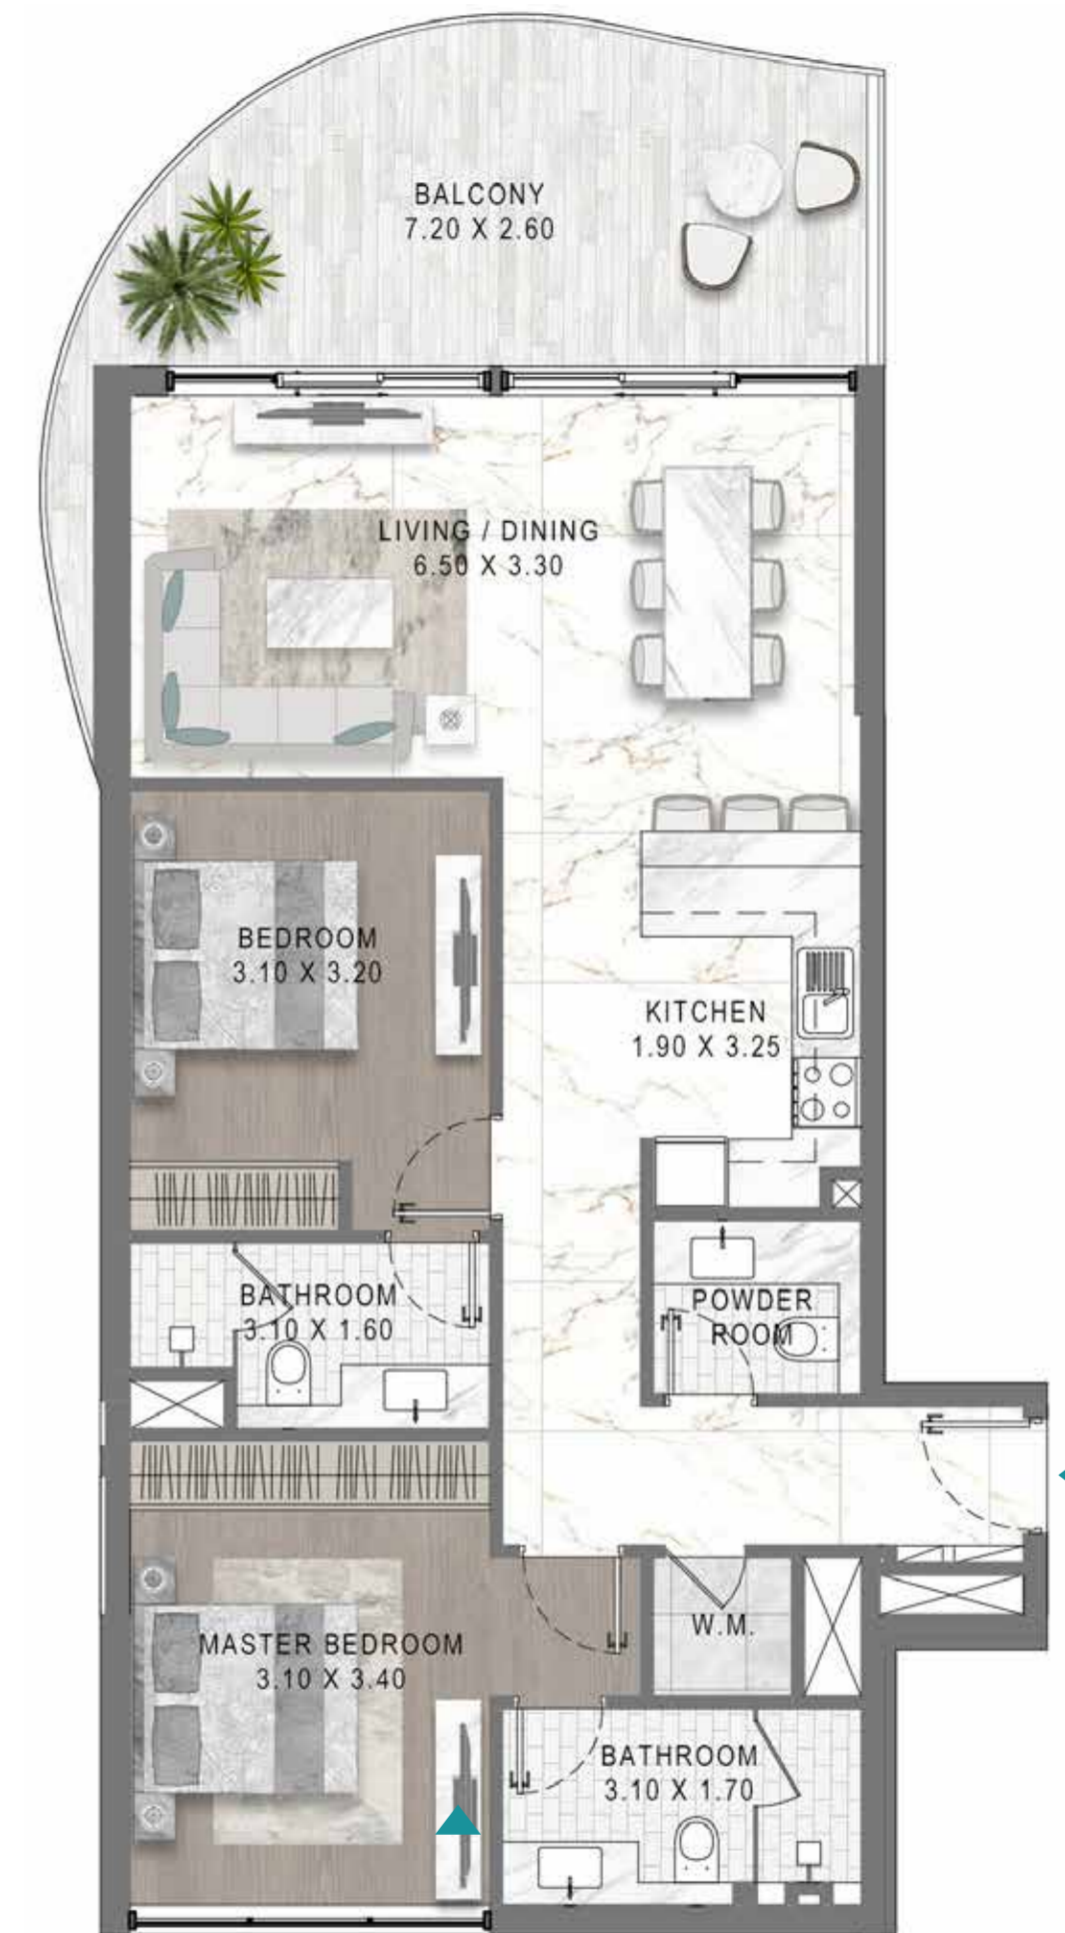 BALCONY
7.20 X 2.60
LIVING / DINING
6.50 X 3.30
BEDROOM
3.10 X 3.20
KITCHEN
1.90 X 3.25
BATHROOM
3.10 X 1.60
POWDER
ROOM
W.M.
MASTER BEDROOM
3.10 X 3.40
BATHROOM
3.10 X 1.70